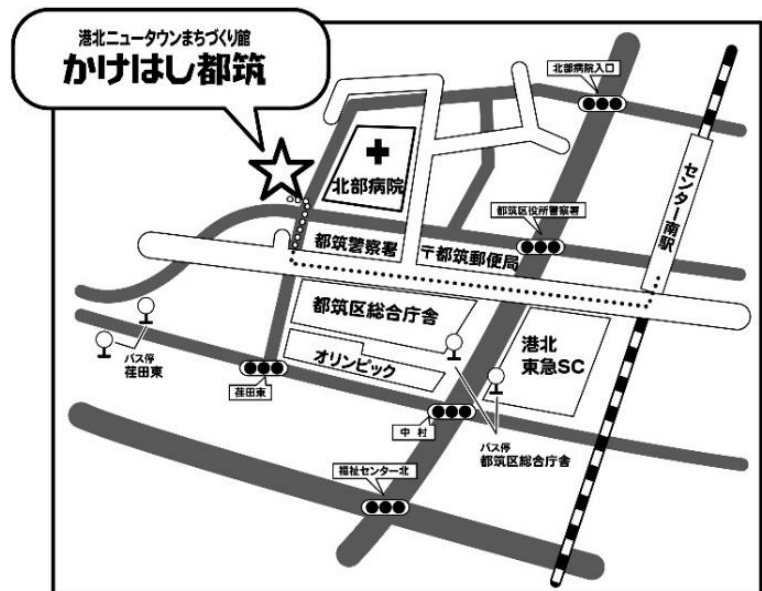 港北ニュータウンまちづくり館
かけはし都筑
北部病院入口
北部病院
センター南駅
都筑区役所警察署
都筑警察署
〒都筑郵便局
都筑区総合庁舎
オリンピック
港北
東急SC
バス停
荏田東
荏田東
中村
バス停
都筑区総合庁舎
福祉センター北